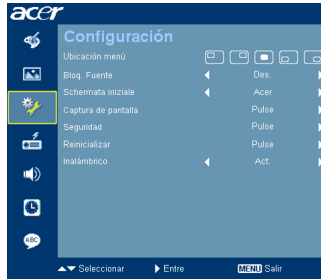 acer
Configuración
Ubicación menú
Bloq. Fuente Des.
Schermata iniziale Acer
Captura de pantalla Pulse
Seguridad Pulse
Reinicializar Pulse
Inalámbrico Act.
ABC
Seleccionar Entre MENU Salir